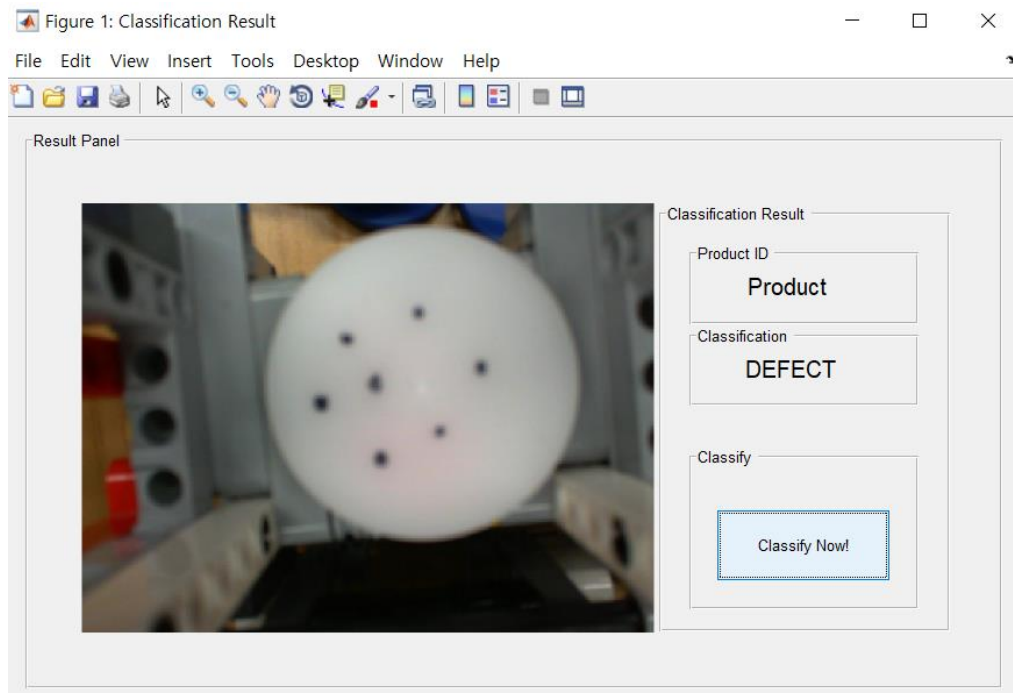 Figure 1: Classification Result
File Edit View Insert Tools Desktop Window Help
Result Panel
Classification Result
Product ID
Product
Classification
DEFECT
Classify
Classify Now!